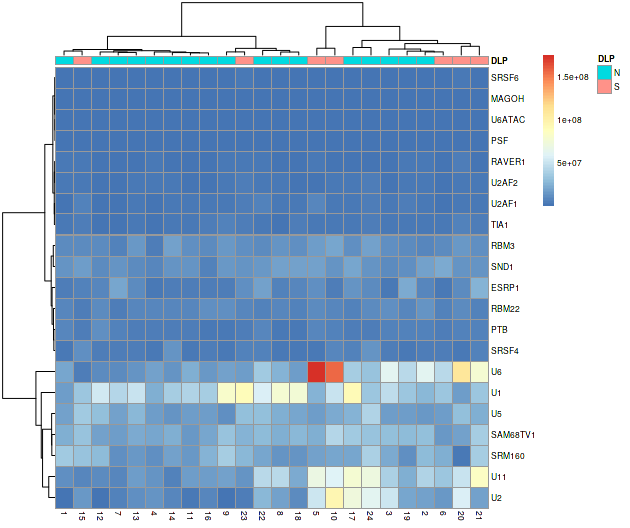 DLP
DLP
N
S
1.5e+08
1e+08
5e+07
SRSF6
MAGOH
U6ATAC
PSF
RAVER1
U2AF2
U2AF1
TIA1
RBM3
SND1
ESRP1
RBM22
PTB
SRSF4
U6
U1
U5
SAM68TV1
SRM160
U11
U2
1 15 12 7 13 4 14 11 16 9 23 22 8 18 5 10 17 24 3 19 2 6 20 21